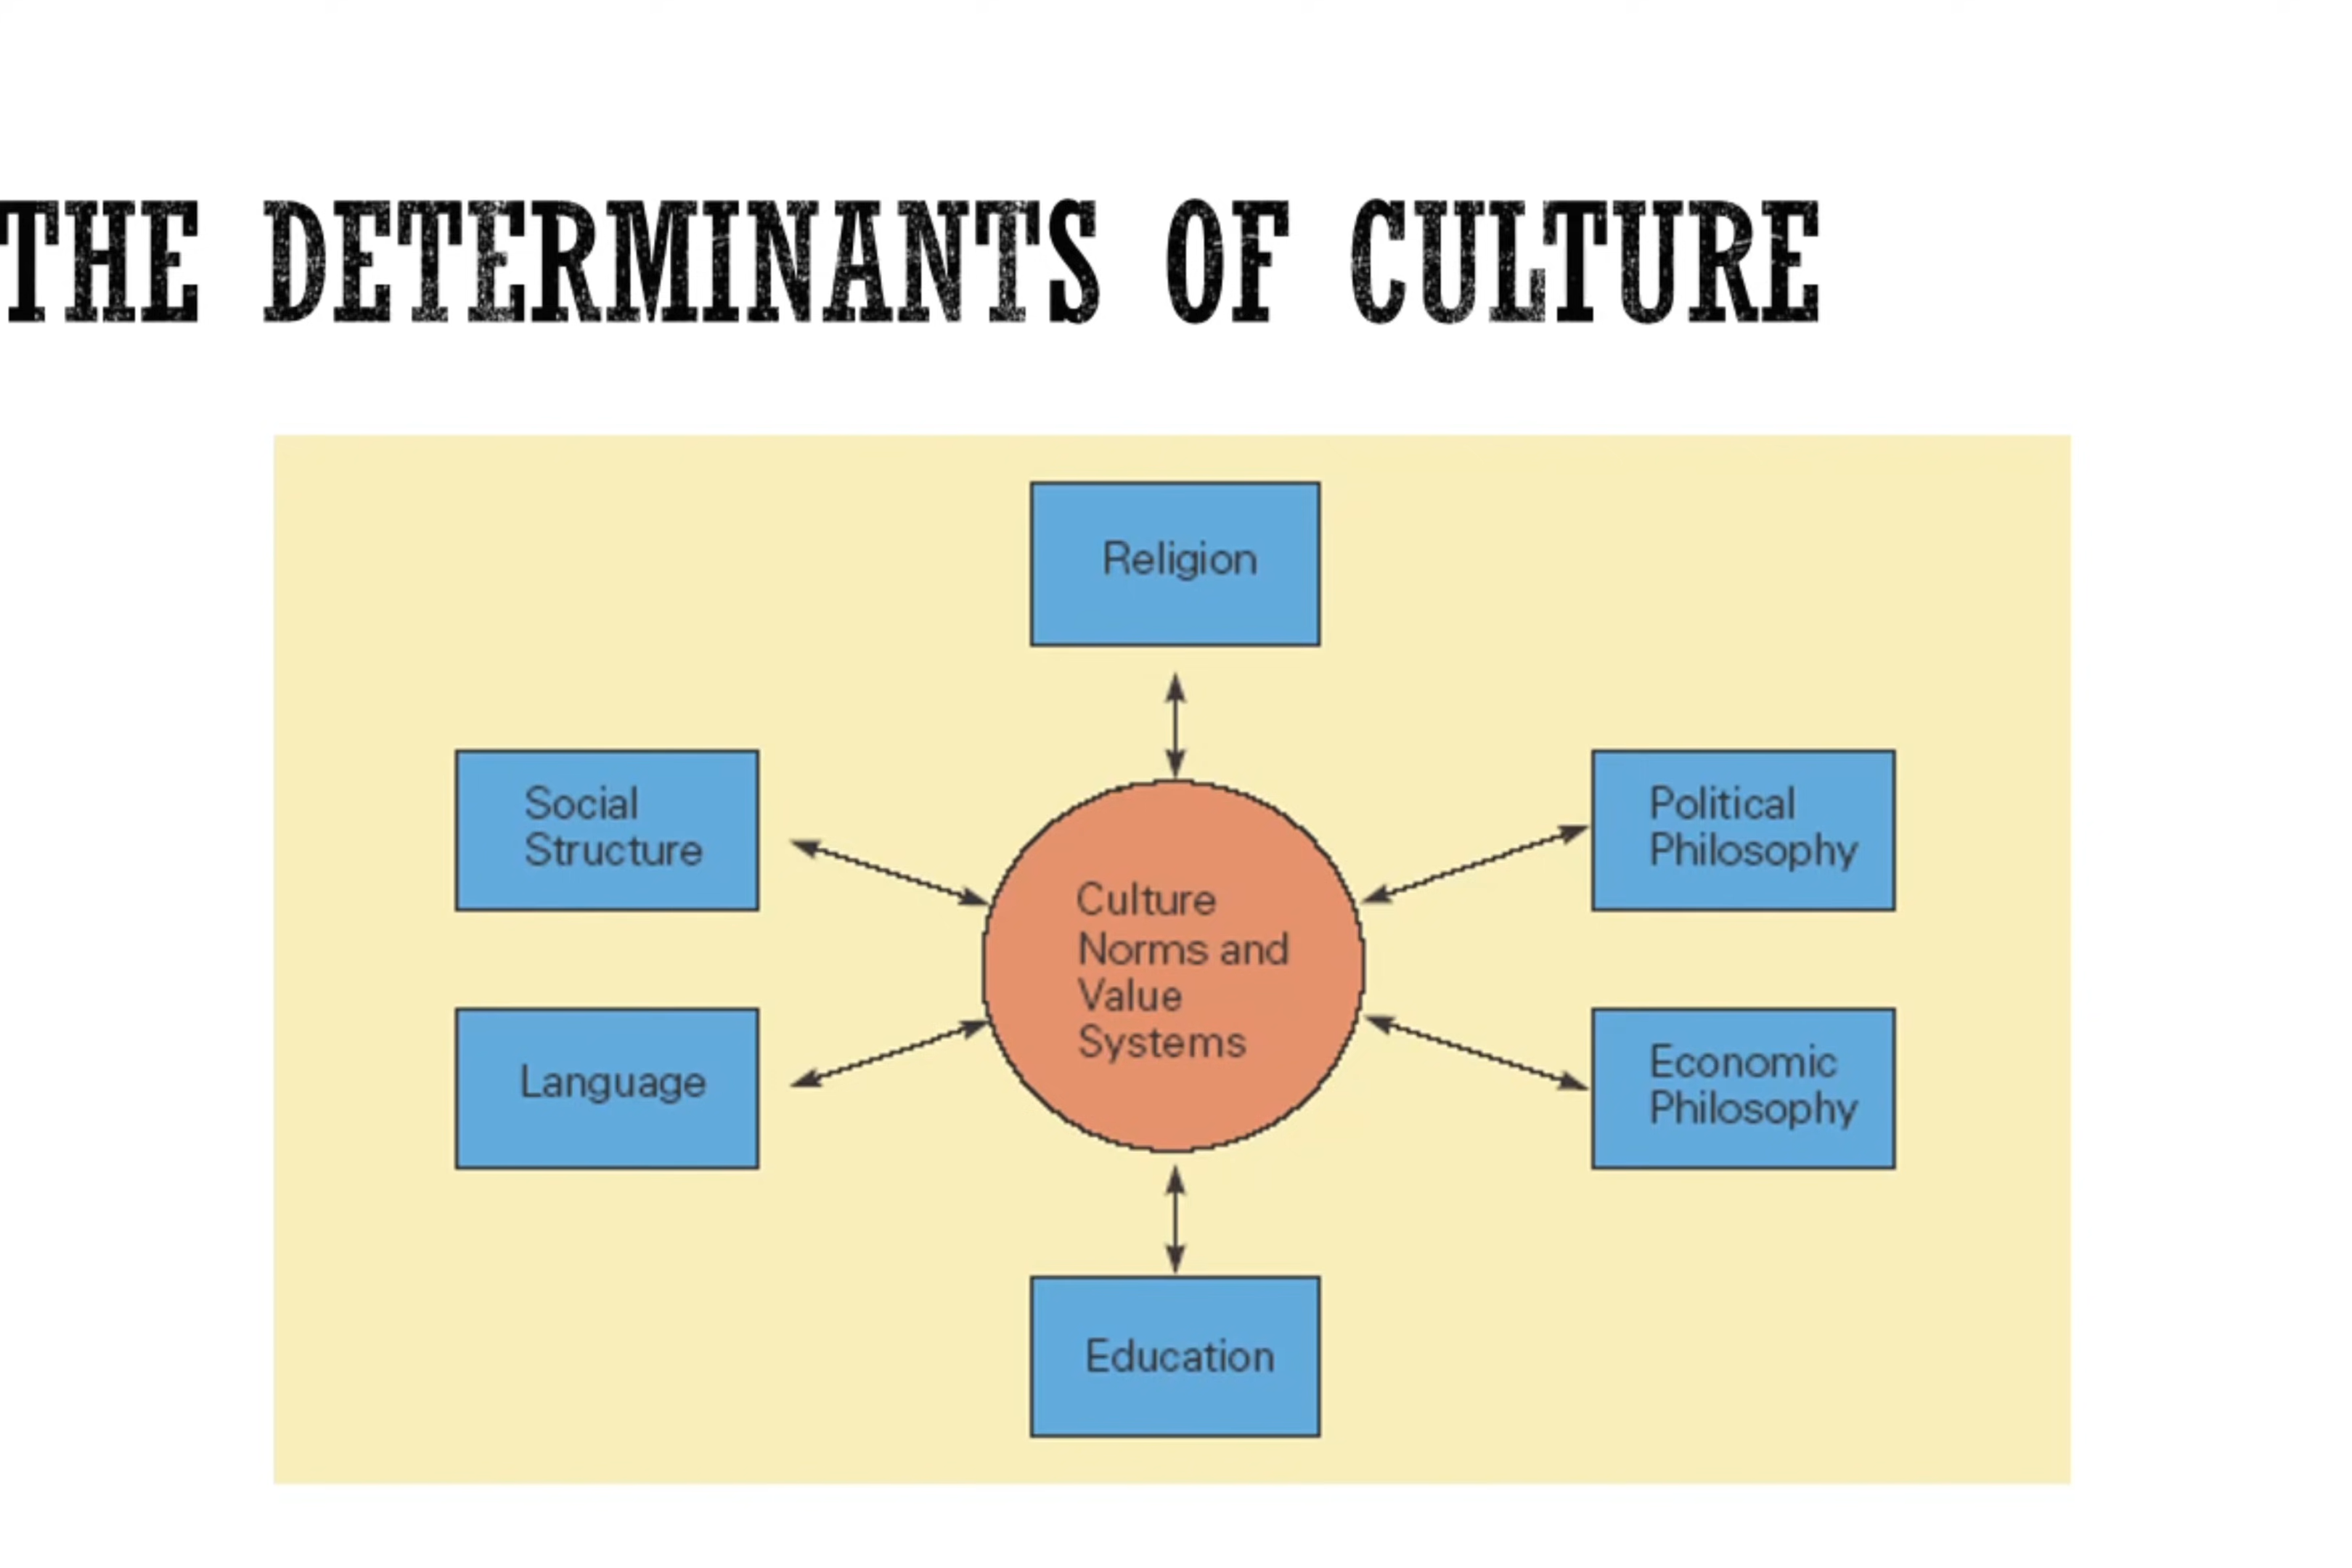 THE DETERMINANTS OF CULTURE
Religion
Social
Structure
Political
Philosophy
Culture
Norms and
Value
Systems
Language
Economic
Philosophy
Education